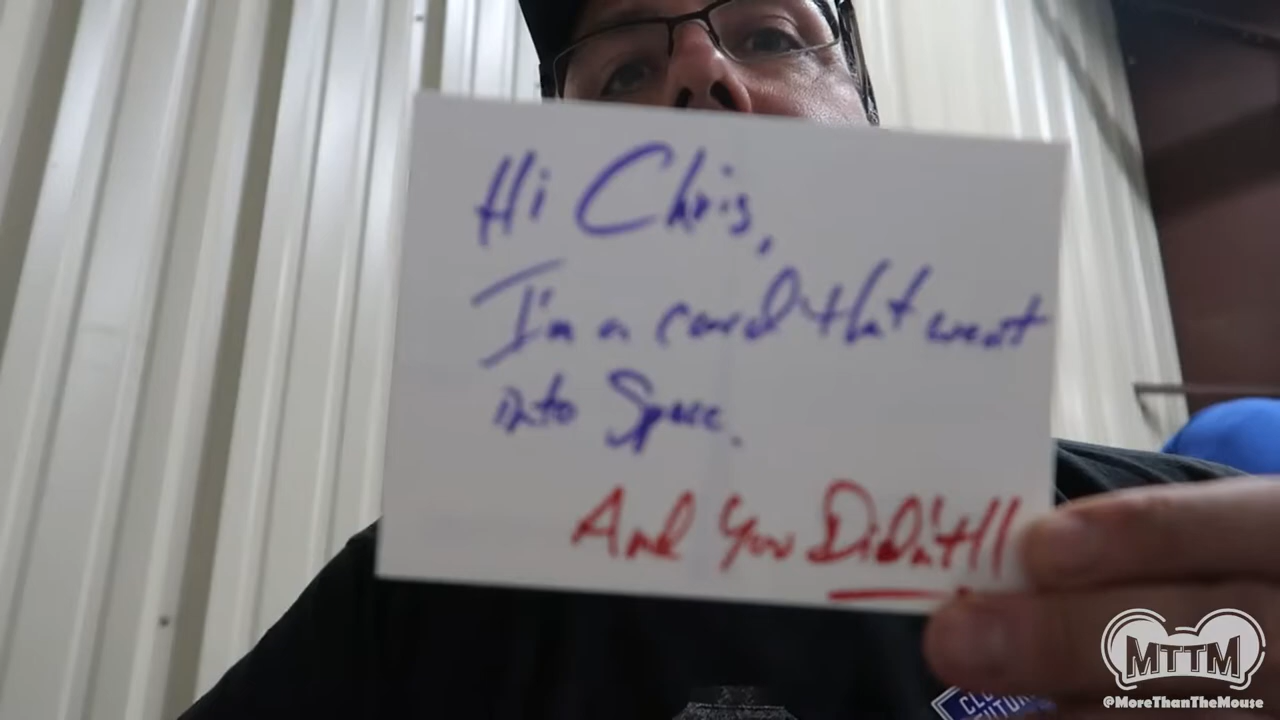 Hi Chris,
I'm a card that went
into Space.
And You Didn't!!
MTTM
@MoreThanTheMouse